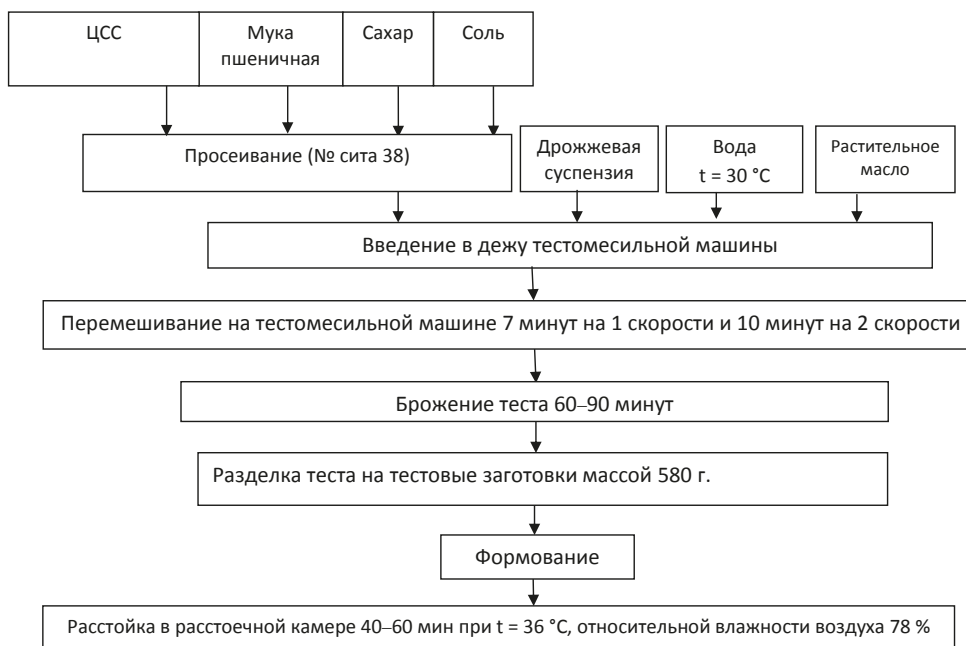 ЦСС
Мука
пшеничная
Сахар
Соль
Просеивание (№ сита 38)
Дрожжевая
суспензия
Вода
t = 30 °C
Растительное
масло
Введение в дежу тестомесильной машины
Перемешивание на тестомесильной машине 7 минут на 1 скорости и 10 минут на 2 скорости
Брожение теста 60–90 минут
Разделка теста на тестовые заготовки массой 580 г.
Формование
Расстойка в расстоечной камере 40–60 мин при t = 36 °C, относительной влажности воздуха 78 %